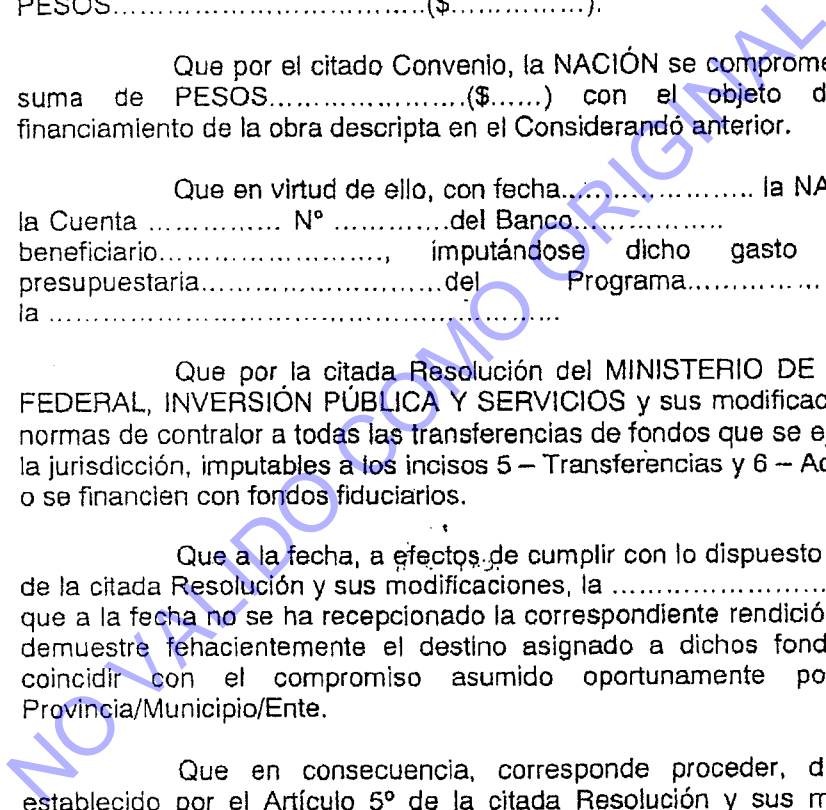 PESOS.......................................($................).
Que por el citado Convenio, la NACIÓN se comprome
suma de PESOS........................($......) con el objeto d
financiamiento de la obra descripta en el Considerandó anterior.
Que en virtud de ello, con fecha........................ la NA
la Cuenta ............... Nº .............del Banco.................
beneficiario........................., imputándose dicho gasto
presupuestaria...........................del Programa...............
la .........................................................
Que por la citada Resolución del MINISTERIO DE
FEDERAL, INVERSIÓN PÚBLICA Y SERVICIOS y sus modificac
normas de contralor a todas las transferencias de fondos que se e
la jurisdicción, imputables a los incisos 5 – Transferencias y 6 – Ac
o se financien con fondos fiduciarios.
Que a la fecha, a efectos de cumplir con lo dispuesto
de la citada Resolución y sus modificaciones, la ........................
que a la fecha no se ha recepcionado la correspondiente rendició
demuestre fehacientemente el destino asignado a dichos fond
coincidir con el compromiso asumido oportunamente po
Provincia/Municipio/Ente.
Que en consecuencia, corresponde proceder, d
establecido por el Artículo 5º de la citada Resolución y sus m
NO VALIDO COMO ORIGINAL